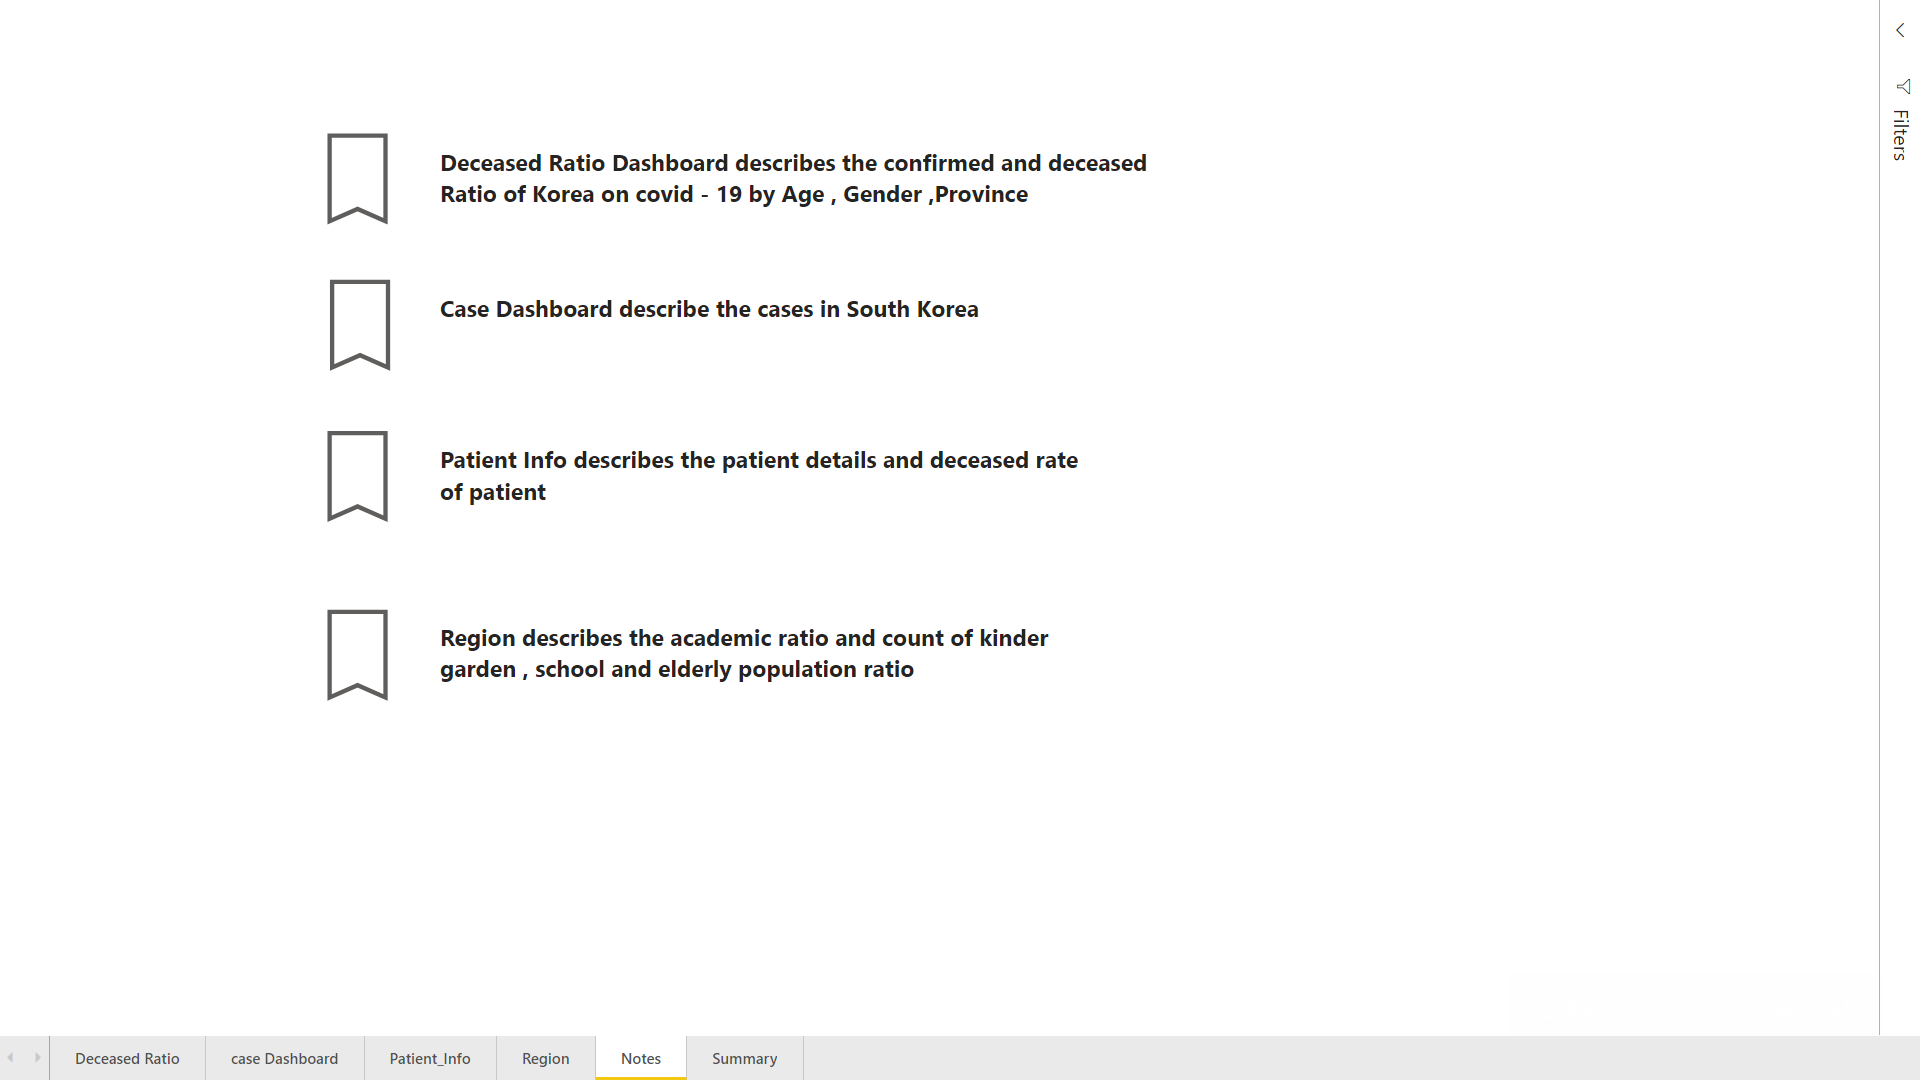 Deceased Ratio Dashboard describes the confirmed and deceased
Ratio of Korea on covid - 19 by Age , Gender ,Province
Case Dashboard describe the cases in South Korea
Patient Info describes the patient details and deceased rate
of patient
Region describes the academic ratio and count of kinder
garden , school and elderly population ratio
Filters
Deceased Ratio
case Dashboard
Patient_Info
Region
Notes
Summary